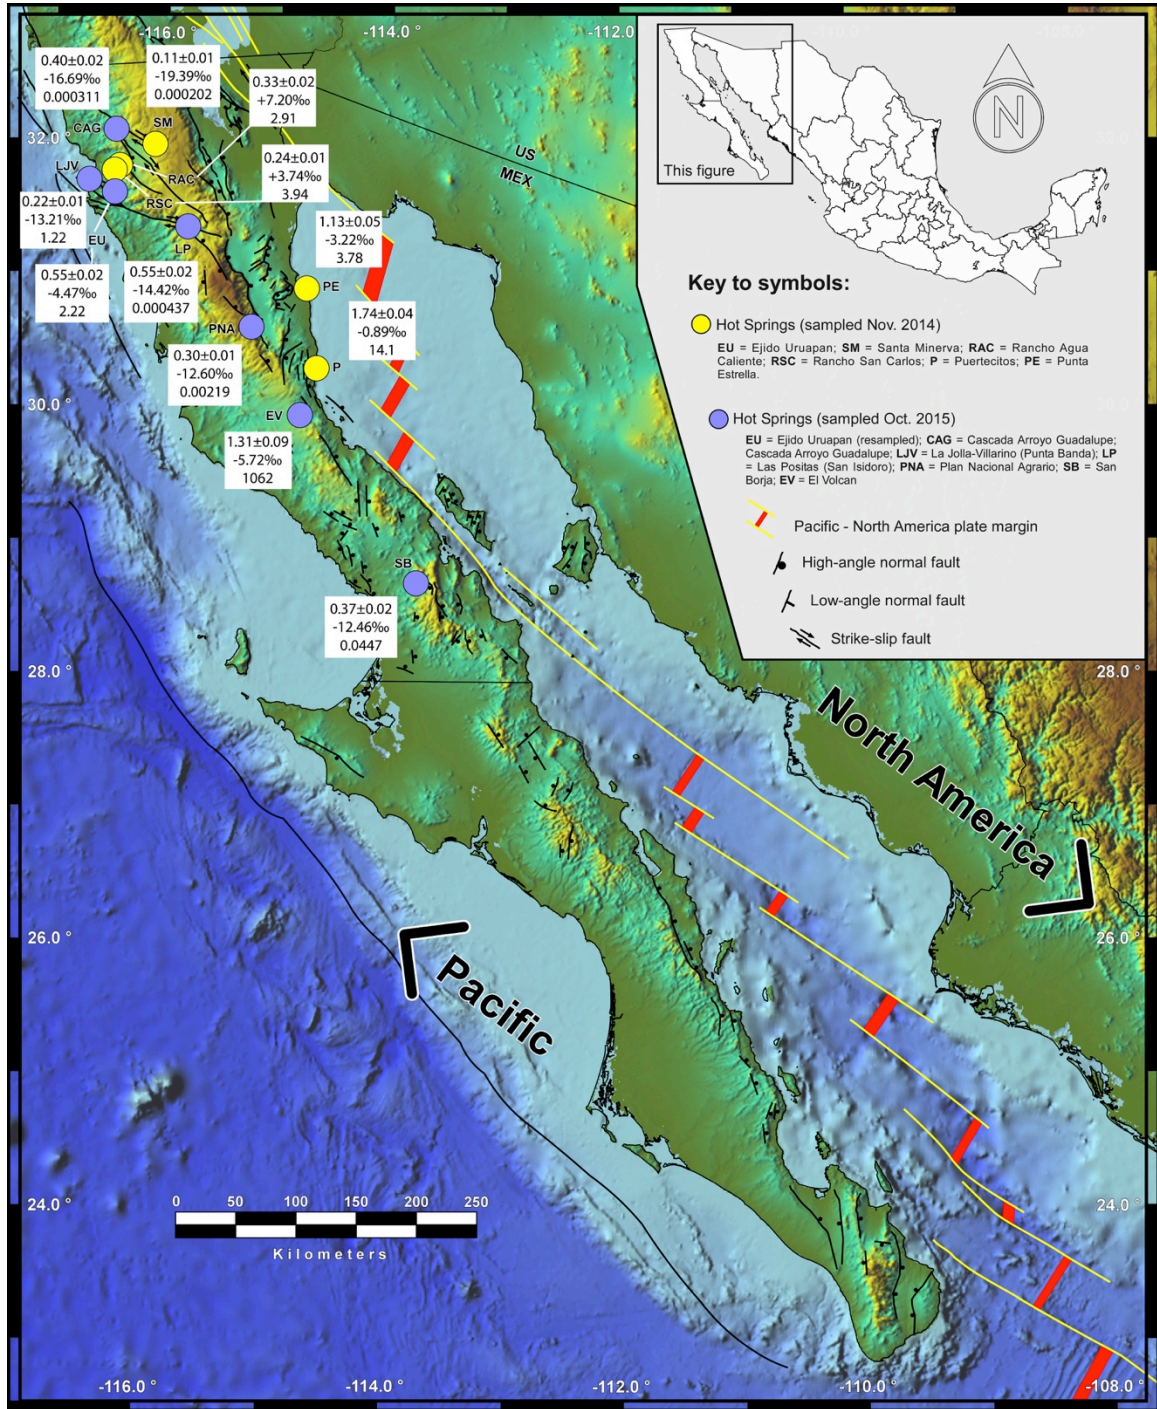 -116.0 °
-114.0 °
-112.0 °
0.40±0.02
-16.69‰
0.000311
0.11±0.01
-19.39‰
0.000202
0.33±0.02
+7.20‰
2.91
CAG
SM
32.0 °
LJV
RAC
RSC
0.24±0.01
+3.74‰
3.94
US
MEX
0.22±0.01
-13.21‰
1.22
EU
LP
1.13±0.05
-3.22‰
3.78
0.55±0.02
-4.47‰
2.22
0.55±0.02
-14.42‰
0.000437
PE
PNA
1.74±0.04
-0.89‰
14.1
0.30±0.01
-12.60‰
0.00219
P
30.0 °
EV
1.31±0.09
-5.72‰
1062
SB
0.37±0.02
-12.46‰
0.0447
28.0 °
This figure
N
Key to symbols:
Hot Springs (sampled Nov. 2014)
EU = Ejido Uruapan; SM = Santa Minerva; RAC = Rancho Agua
Caliente; RSC = Rancho San Carlos; P = Puertecitos; PE = Punta
Estrella.
Hot Springs (sampled Oct. 2015)
EU = Ejido Uruapan (resampled); CAG = Cascada Arroyo Guadalupe;
Cascada Arroyo Guadalupe; LJV = La Jolla-Villarino (Punta Banda); LP
= Las Positas (San Isidoro); PNA = Plan Nacional Agrario; SB = San
Borja; EV = El Volcan
Pacific - North America plate margin
High-angle normal fault
Low-angle normal fault
Strike-slip fault
28.0 °
North America
26.0 °
26.0 °
Pacific
24.0 °
24.0 °
0 50 100 150 200 250
Kilometers
-116.0 °
-114.0 °
-112.0 °
-110.0 °
-108.0 °